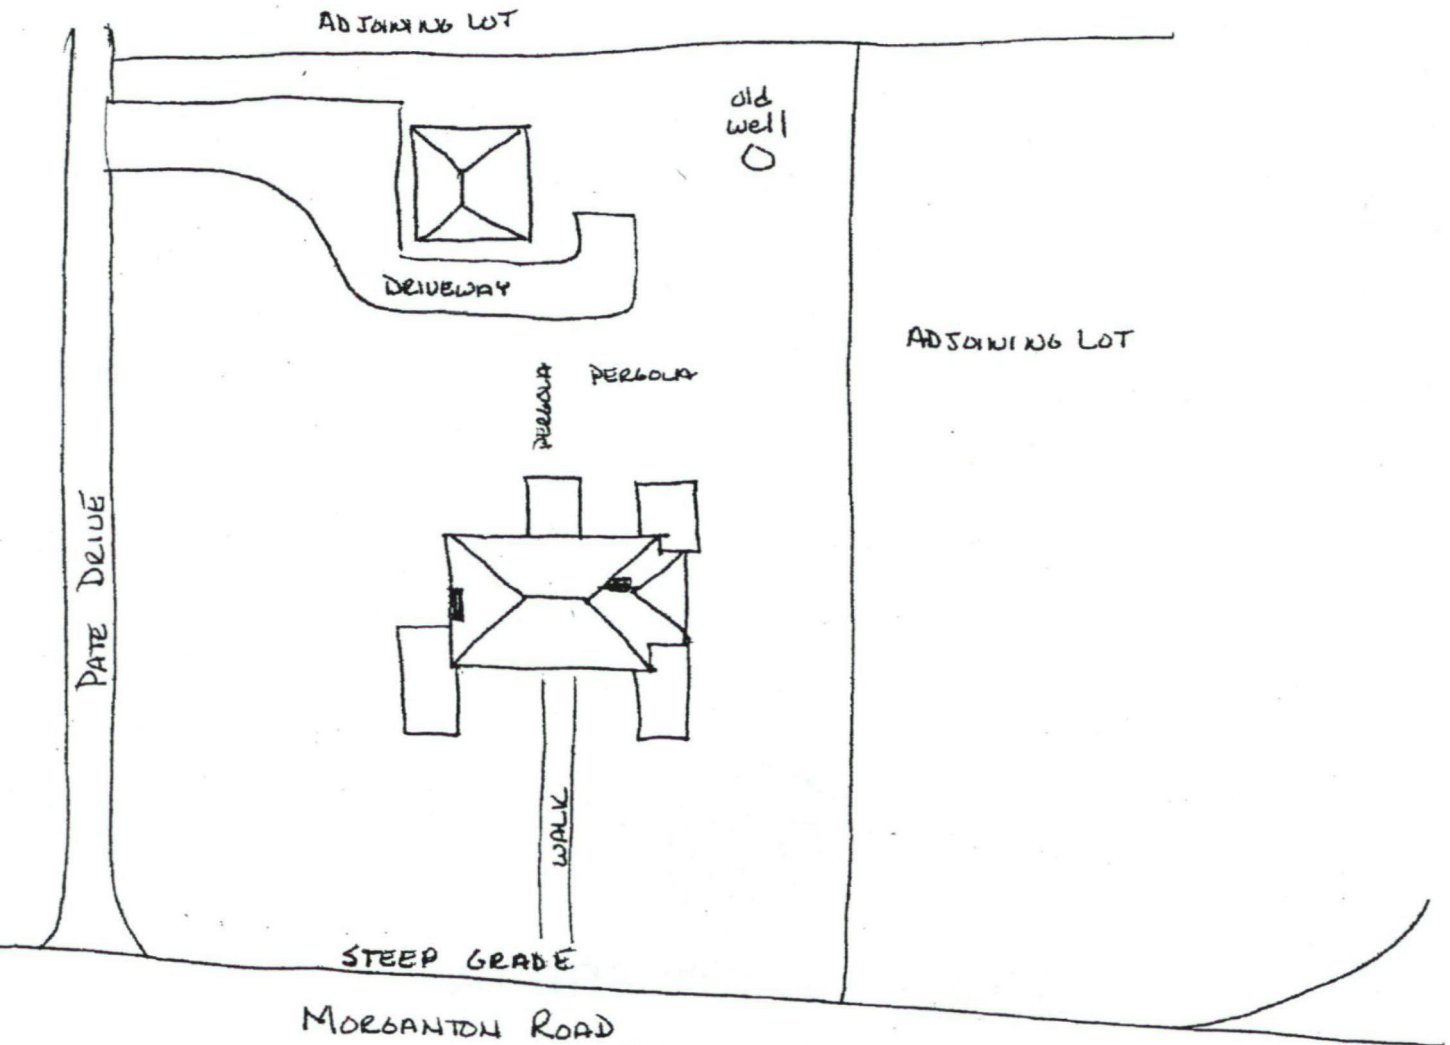 ADJOINING LOT
old
well
DRIVEWAY
ADJOINING LOT
PERGOLA
PERGOLA
PATE DRIVE
WALK
STEEP GRADE
MORGANTON ROAD